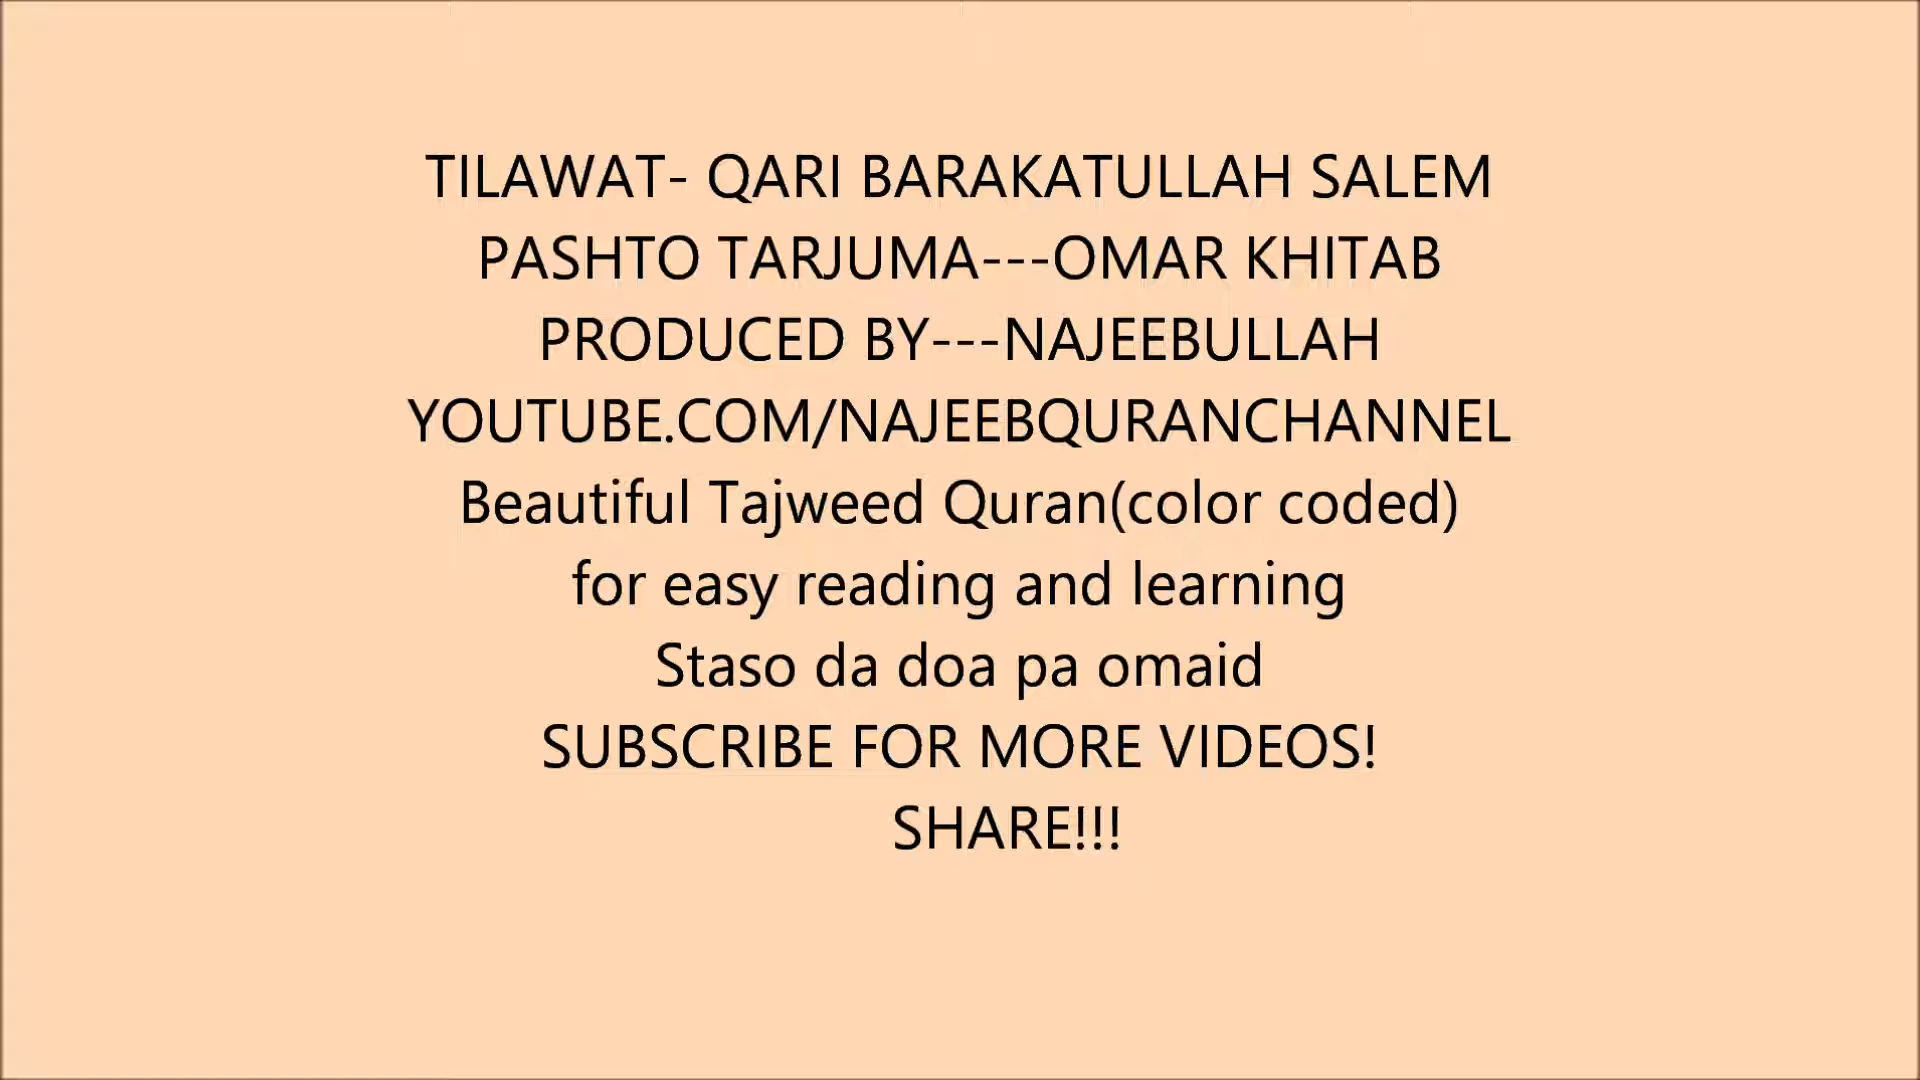 TILAWAT- QARI BARAKATULLAH SALEM
PASHTO TARJUMA---OMAR KHITAB
PRODUCED BY---NAJEEBULLAH
YOUTUBE.COM/NAJEEBQURANCHANNEL
Beautiful Tajweed Quran(color coded)
for easy reading and learning
Staso da doa pa omaid
SUBSCRIBE FOR MORE VIDEOS!
SHARE!!!